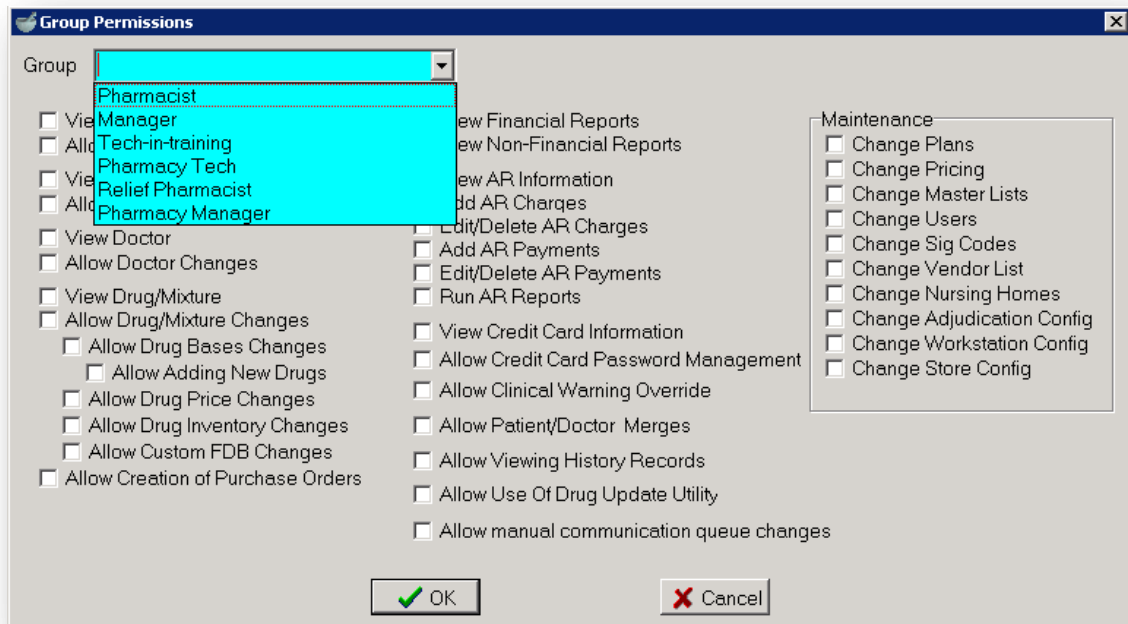 Group Permissions
Group
Pharmacist
Manager
Tech-in-training
Pharmacy Tech
Relief Pharmacist
Pharmacy Manager
View Doctor
Allow Doctor Changes
View Drug/Mixture
Allow Drug/Mixture Changes
Allow Drug Bases Changes
Allow Adding New Drugs
Allow Drug Price Changes
Allow Drug Inventory Changes
Allow Custom FDB Changes
Allow Creation of Purchase Orders
Financial Reports
Non-Financial Reports
AR Information
AR Charges
Edit/Delete AR Charges
Add AR Payments
Edit/Delete AR Payments
Run AR Reports
View Credit Card Information
Allow Credit Card Password Management
Allow Clinical Warning Override
Allow Patient/Doctor Merges
Allow Viewing History Records
Allow Use Of Drug Update Utility
Allow manual communication queue changes
Maintenance
Change Plans
Change Pricing
Change Master Lists
Change Users
Change Sig Codes
Change Vendor List
Change Nursing Homes
Change Adjudication Config
Change Workstation Config
Change Store Config
OK
Cancel